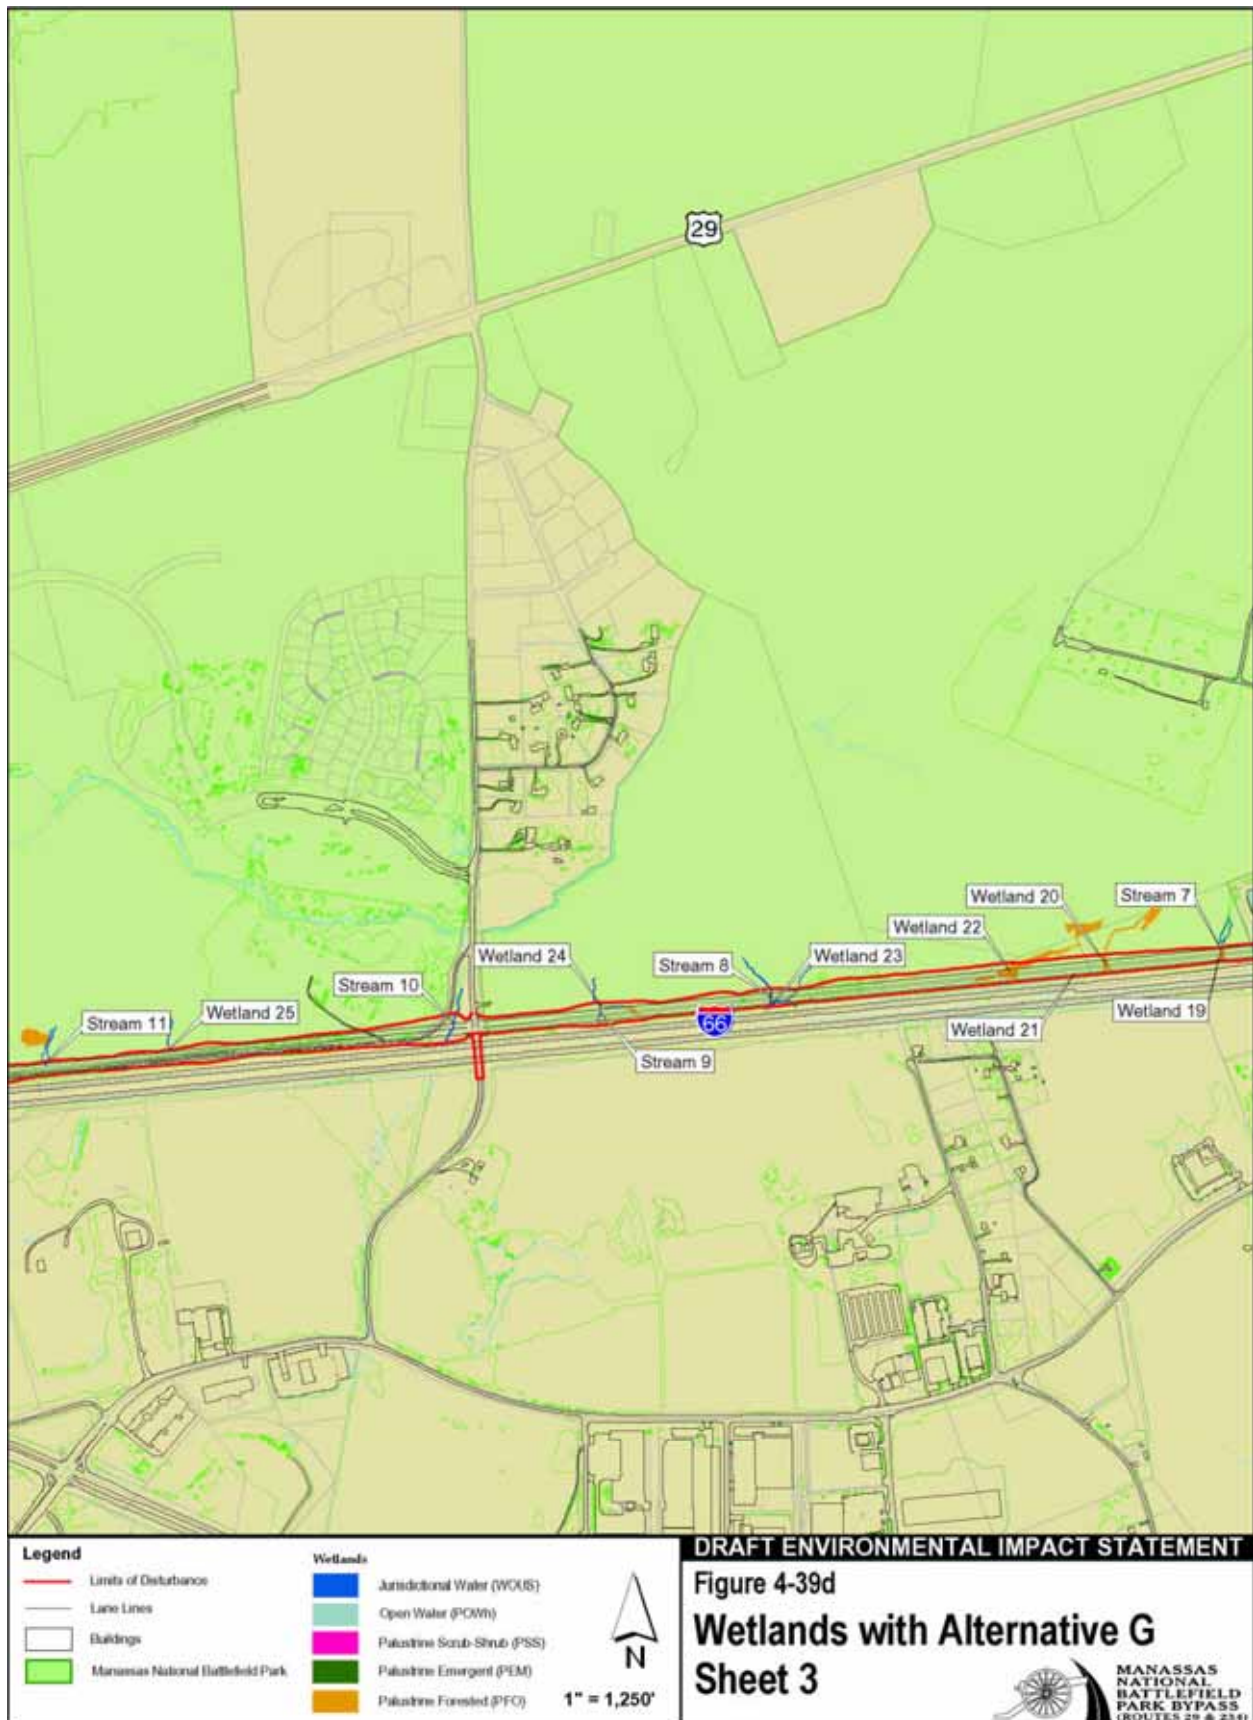 29
Wetland 20
Stream 7
Wetland 22
Wetland 24
Stream 8
Wetland 23
Stream 10
Wetland 25
Stream 11
66
Wetland 19
Wetland 21
Stream 9
Legend
Limits of Disturbance
Lane Lines
Buildings
Manassas National Battlefield Park
Wetlands
Jurisdictional Water (WOUS)
Open Water (POWh)
Palustrine Scrub-Shrub (PSS)
Palustrine Emergent (PEM)
Palustrine Forested (PFO)
N
1" = 1,250'
DRAFT ENVIRONMENTAL IMPACT STATEMENT
Figure 4-39d
Wetlands with Alternative G
Sheet 3
MANASSAS
NATIONAL
BATTLEFIELD
PARK BYPASS
(ROUTES 29 & 234)